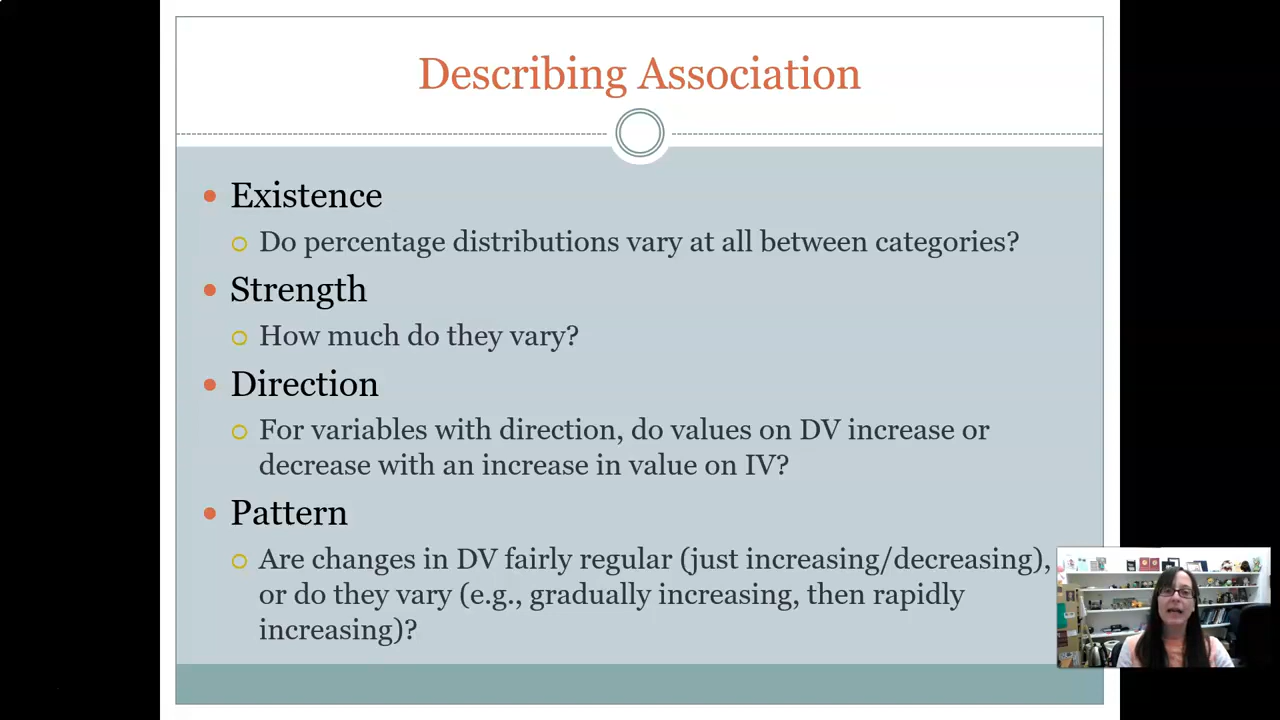 Describing Association
Existence
Do percentage distributions vary at all between categories?
Strength
How much do they vary?
Direction
For variables with direction, do values on DV increase or
decrease with an increase in value on IV?
Pattern
Are changes in DV fairly regular (just increasing/decreasing),
or do they vary (e.g., gradually increasing, then rapidly
increasing)?